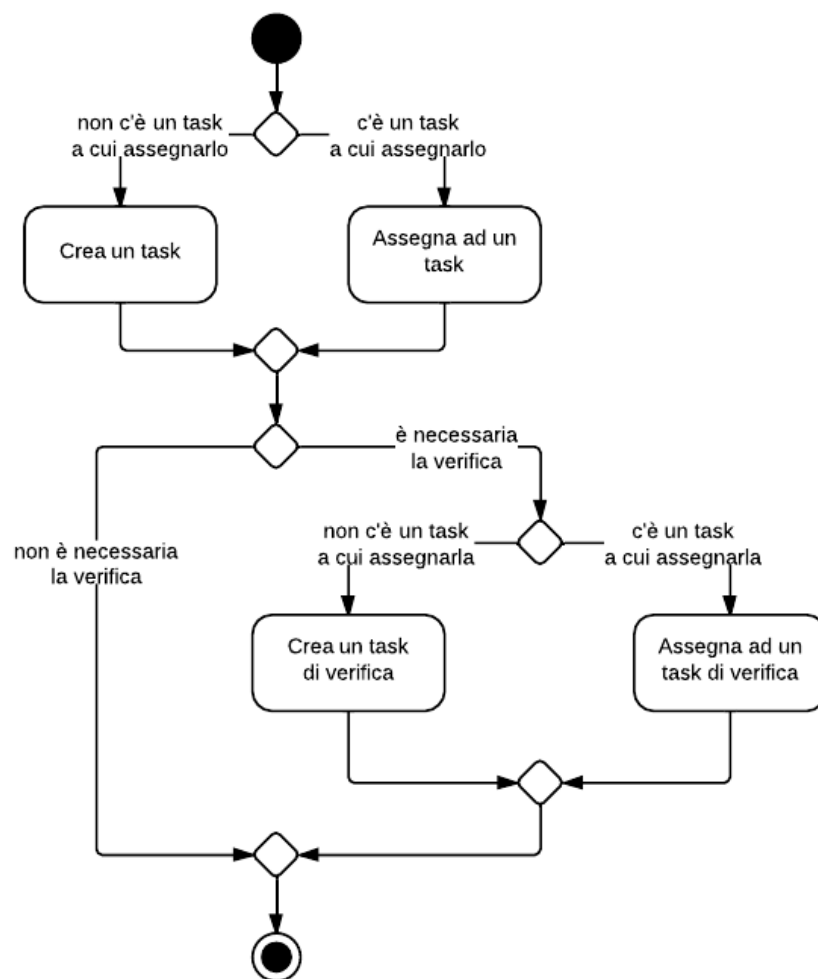 non c'è un task
a cui assegnarlo
c'è un task
a cui assegnarlo
Crea un task
Assegna ad un
task
è necessaria
la verifica
non è necessaria
la verifica
non c'è un task
a cui assegnarla
c'è un task
a cui assegnarla
Crea un task
di verifica
Assegna ad un
task di verifica